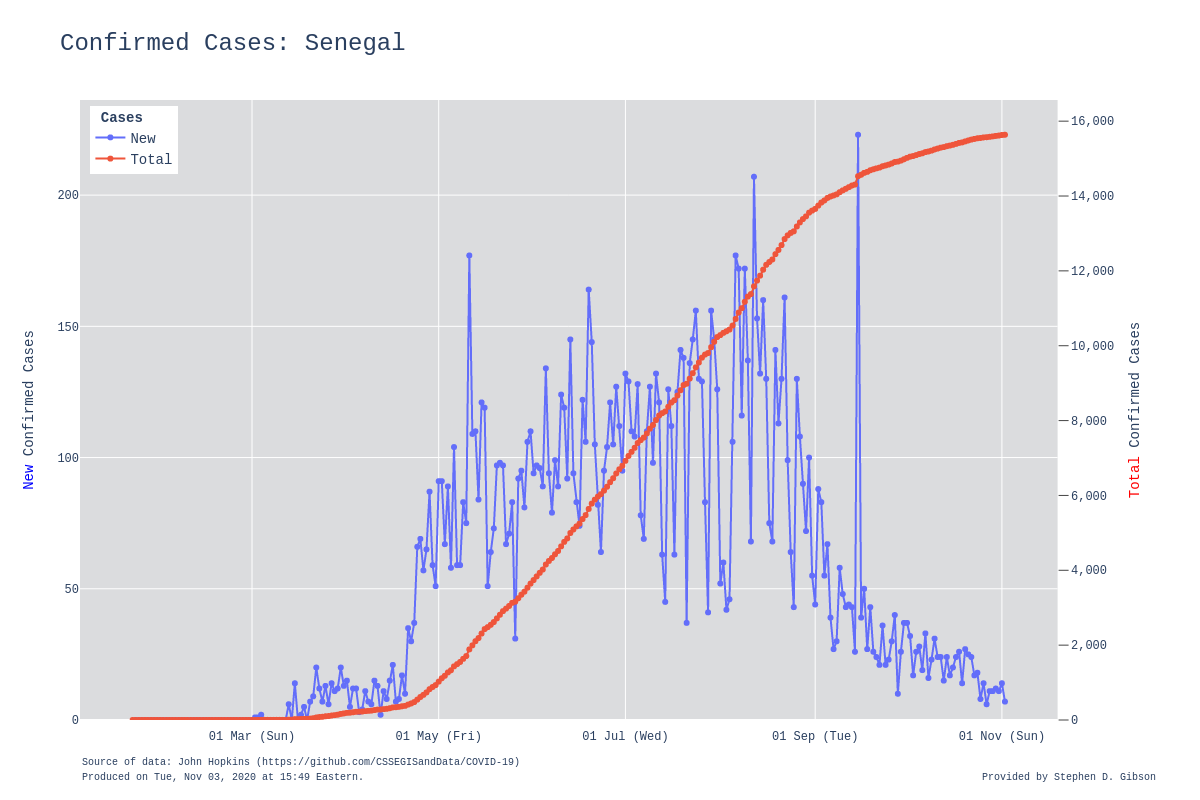 Confirmed Cases: Senegal
Cases
New
Total
200
150
100
50
0
16,000
14,000
12,000
10,000
8,000
6,000
4,000
2,000
0
New Confirmed Cases
Total Confirmed Cases
01 Mar (Sun)
01 May (Fri)
01 Jul (Wed)
01 Sep (Tue)
01 Nov (Sun)
Source of data: John Hopkins (https://github.com/CSSEGISandData/COVID-19)
Produced on Tue, Nov 03, 2020 at 15:49 Eastern.
Provided by Stephen D. Gibson